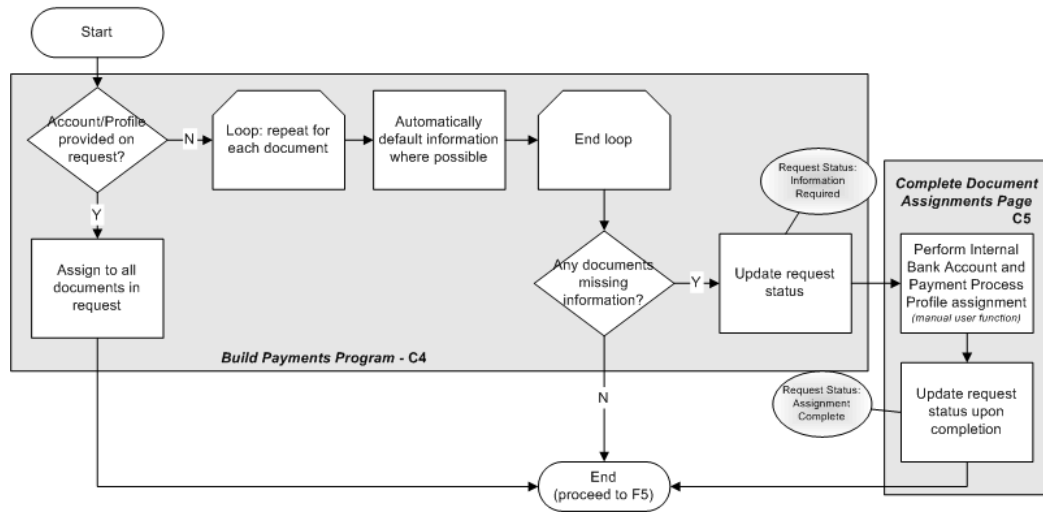 Start
Account/Profile
provided on
request?
N
Loop: repeat for
each document
Automatically
default information
where possible
End loop
Request Status:
Information
Required
Complete Document
Assignments Page
C5
Y
Assign to all
documents in
request
Any documents
missing
information?
Y
Update request
status
Perform Internal
Bank Account and
Payment Process
Profile assignment
(manual user function)
Build Payments Program - C4
N
Request Status:
Assignment
Complete
Update request
status upon
completion
End
(proceed to F5)